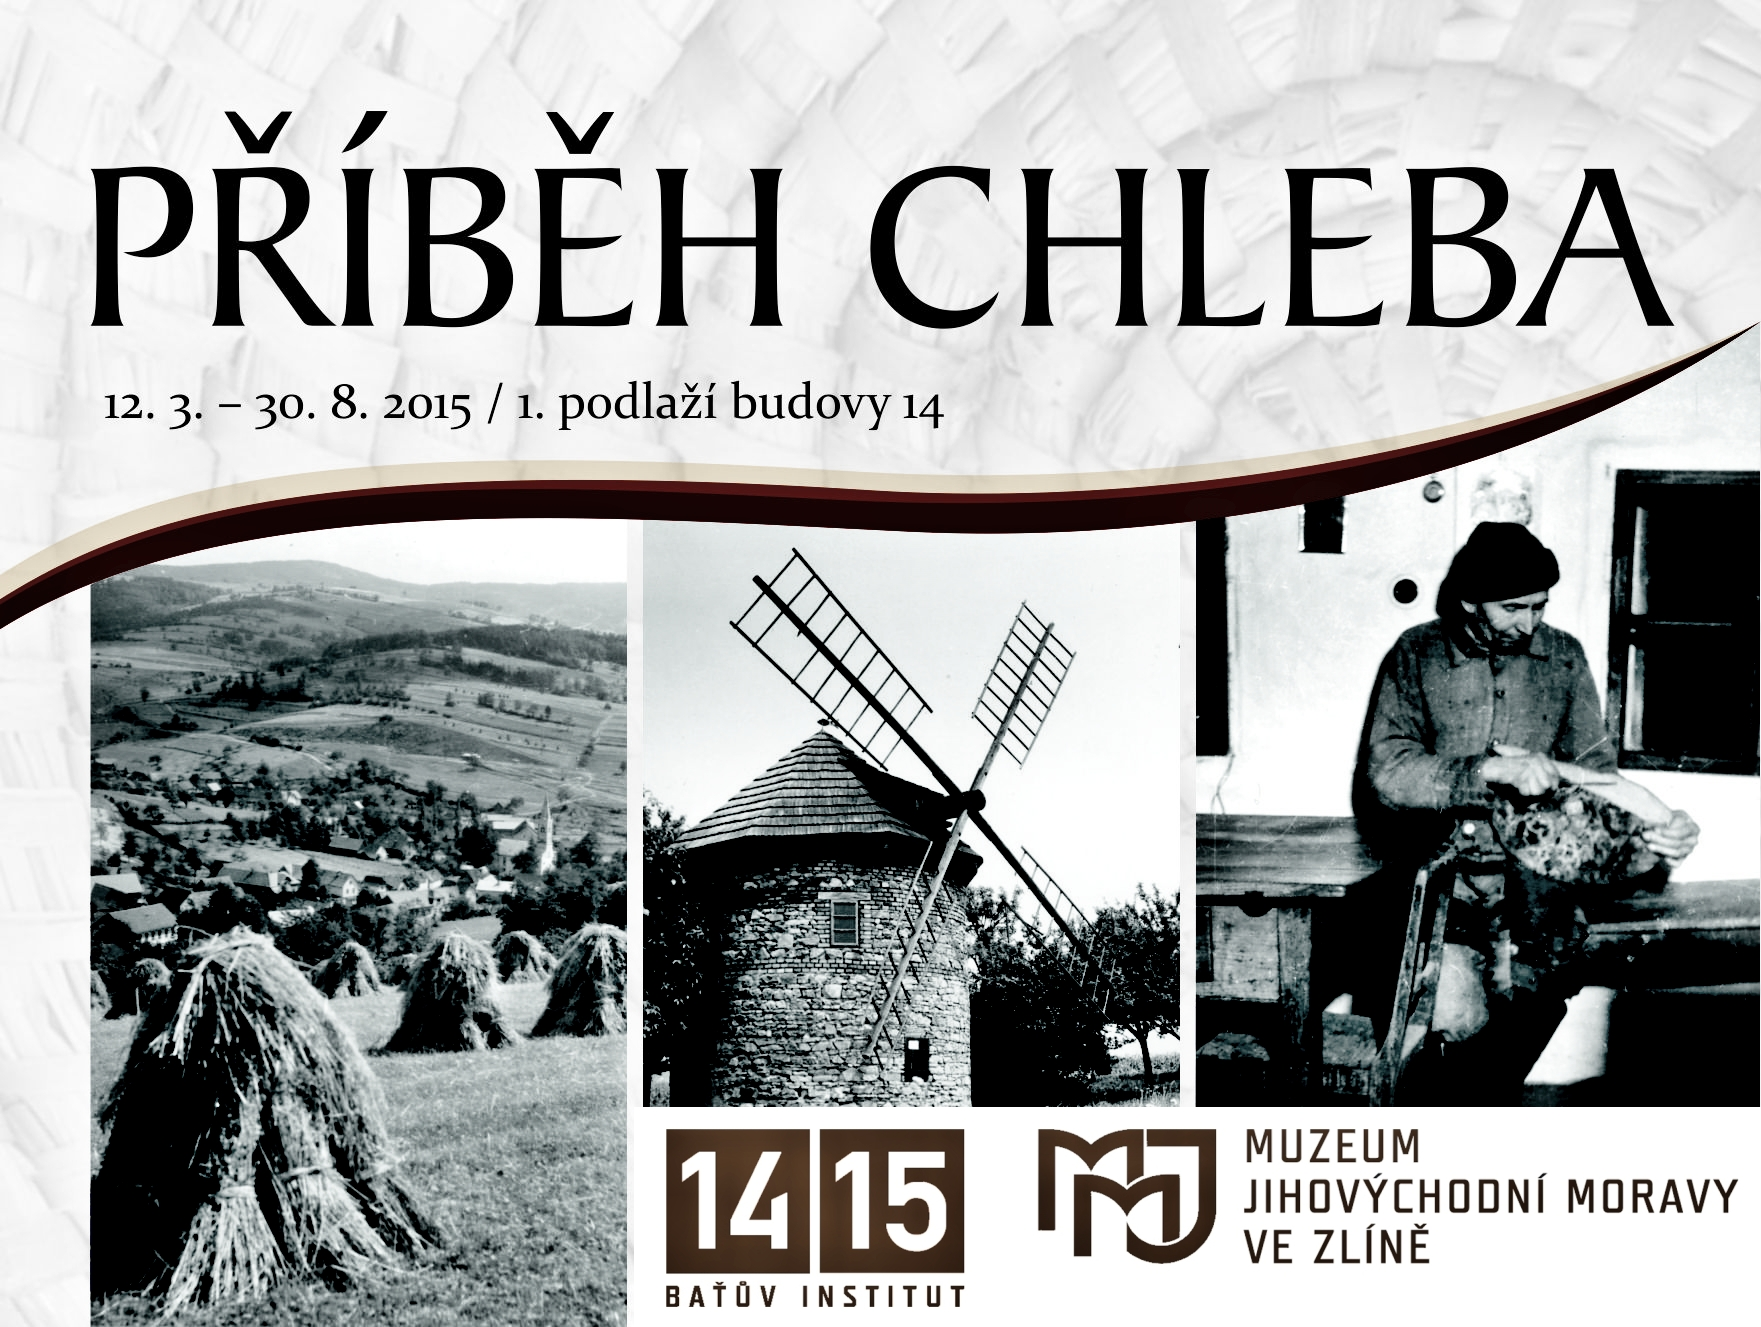 PŘÍBĚH CHLEBA
12. 3. – 30. 8. 2015 / 1. podlaží budovy 14
14 15
BAŤŮV INSTITUT
MUZEUM
JIHOVÝCHODNÍ MORAVY
VE ZLÍNĚ